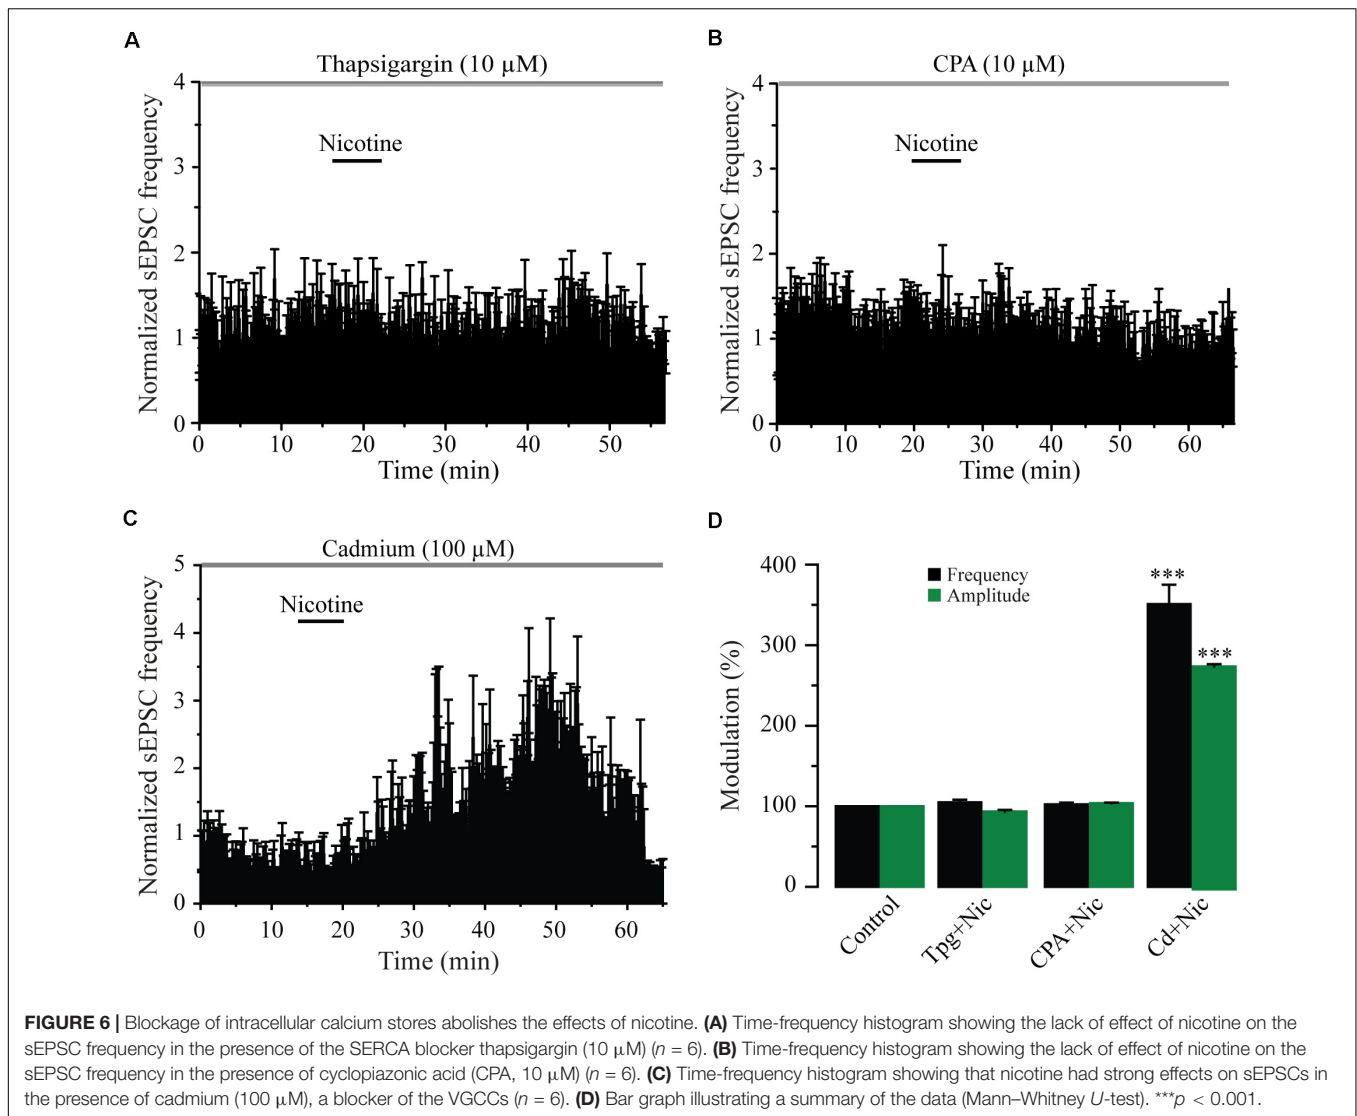 A
Thapsigargin (10 µM)
Nicotine
Normalized sEPSC frequency
4
3
2
1
0
0 10 20 30 40 50
Time (min)
B
CPA (10 µM)
Nicotine
Normalized sEPSC frequency
4
3
2
1
0
0 10 20 30 40 50 60
Time (min)
C
Cadmium (100 µM)
Nicotine
Normalized sEPSC frequency
5
4
3
2
1
0
0 10 20 30 40 50 60
Time (min)
D
Modulation (%)
400
300
200
100
0
Frequency
Amplitude
***
***
Control
Tpg+Nic
CPA+Nic
Cd+Nic
FIGURE 6 | Blockage of intracellular calcium stores abolishes the effects of nicotine. (A) Time-frequency histogram showing the lack of effect of nicotine on the
sEPSC frequency in the presence of the SERCA blocker thapsigargin (10 µM) (n = 6). (B) Time-frequency histogram showing the lack of effect of nicotine on the
sEPSC frequency in the presence of cyclopiazonic acid (CPA, 10 µM) (n = 6). (C) Time-frequency histogram showing that nicotine had strong effects on sEPSCs in
the presence of cadmium (100 µM), a blocker of the VGCCs (n = 6). (D) Bar graph illustrating a summary of the data (Mann–Whitney U-test). ***p < 0.001.